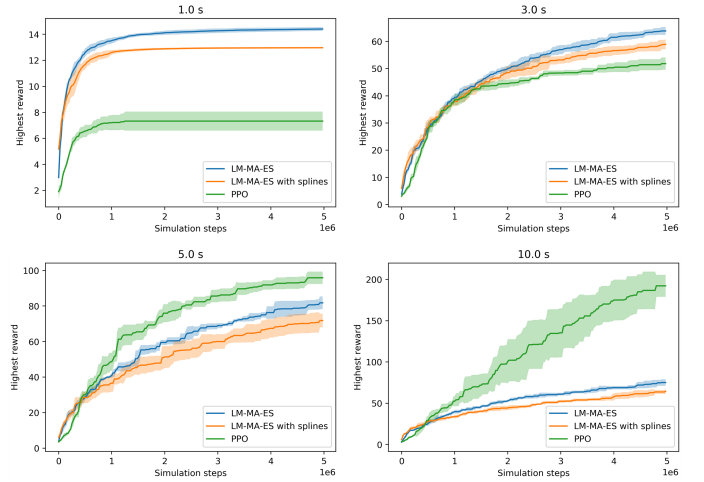 1.0 s
Highest reward
14
12
10
8
6
4
2
0
1
2
3
4
5
1e6
Simulation steps
LM-MA-ES
LM-MA-ES with splines
PPO
3.0 s
Highest reward
60
50
40
30
20
10
0
0
1
2
3
4
5
1e6
Simulation steps
LM-MA-ES
LM-MA-ES with splines
PPO
5.0 s
Highest reward
100
80
60
40
20
0
0
1
2
3
4
5
1e6
Simulation steps
LM-MA-ES
LM-MA-ES with splines
PPO
10.0 s
Highest reward
200
150
100
50
0
0
1
2
3
4
5
1e6
Simulation steps
LM-MA-ES
LM-MA-ES with splines
PPO